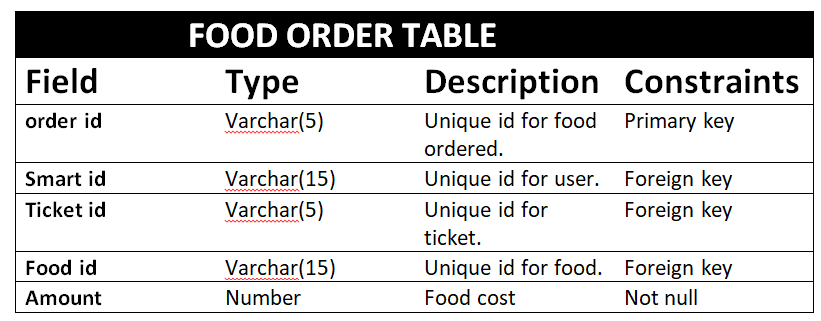 FOOD ORDER TABLE
Field Type Description Constraints
order id Varchar(5) Unique id for food Primary key
ordered.
Smart id Varchar(15) Unique id for user. Foreign key
Ticket id Varchar(5) Unique id for Foreign key
ticket.
Food id Varchar(15) Unique id for food. Foreign key
Amount Number Food cost Not null